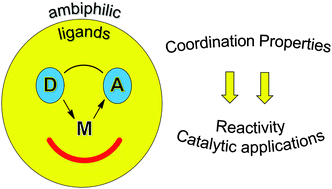 ambiphilic
ligands
D A
M
Coordination Properties
Reactivity
Catalytic applications